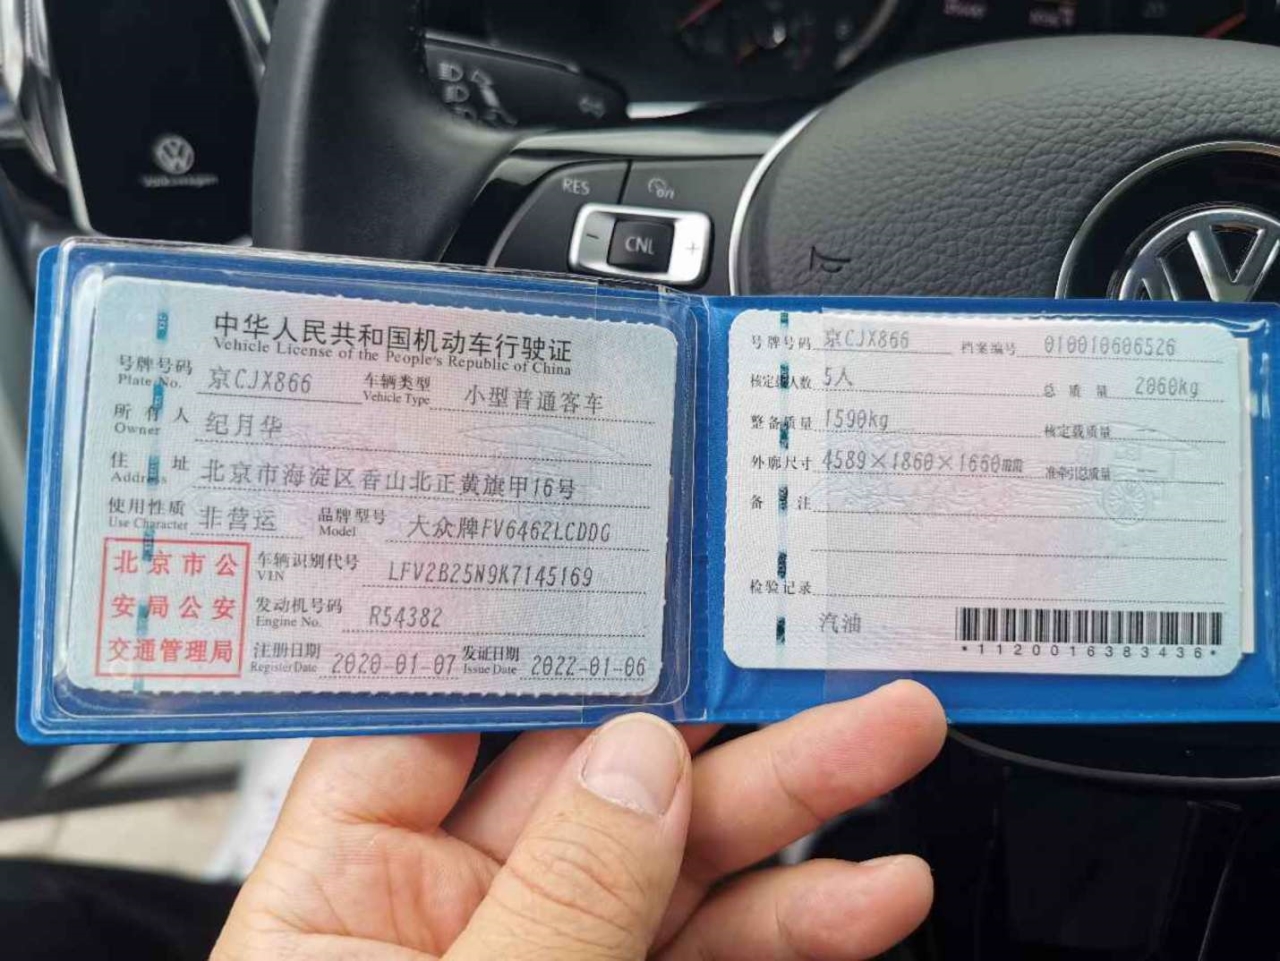 RES
CNL
Volkswagen
中华人民共和国机动车行驶证
Vehicle License of the People's Republic of China
号牌号码 京CJX866 车辆类型 小型普通客车
Plate No. Vehicle Type
所有人 纪月华
Owner
住址 北京市海淀区香山北正黄旗甲16号
Address
使用性质 非营运 品牌型号 大众牌FV6462LCDDG
Use Character Model
北京市公
安局公安
交通管理局
车辆识别代号 LFV2B25N9K7145169
VIN
发动机号码 R54382
Engine No.
注册日期 2020-01-07 发证日期 2022-01-06
Register Date Issue Date
号牌号码 京CJX866 档案编号 010010606526
核定载人数 5人 总质量 2060kg
整备质量 1590kg 核定载质量
外廓尺寸 4589×1860×1660mm 准牵引总质量
备注
检验记录
汽油
*1120016383436*